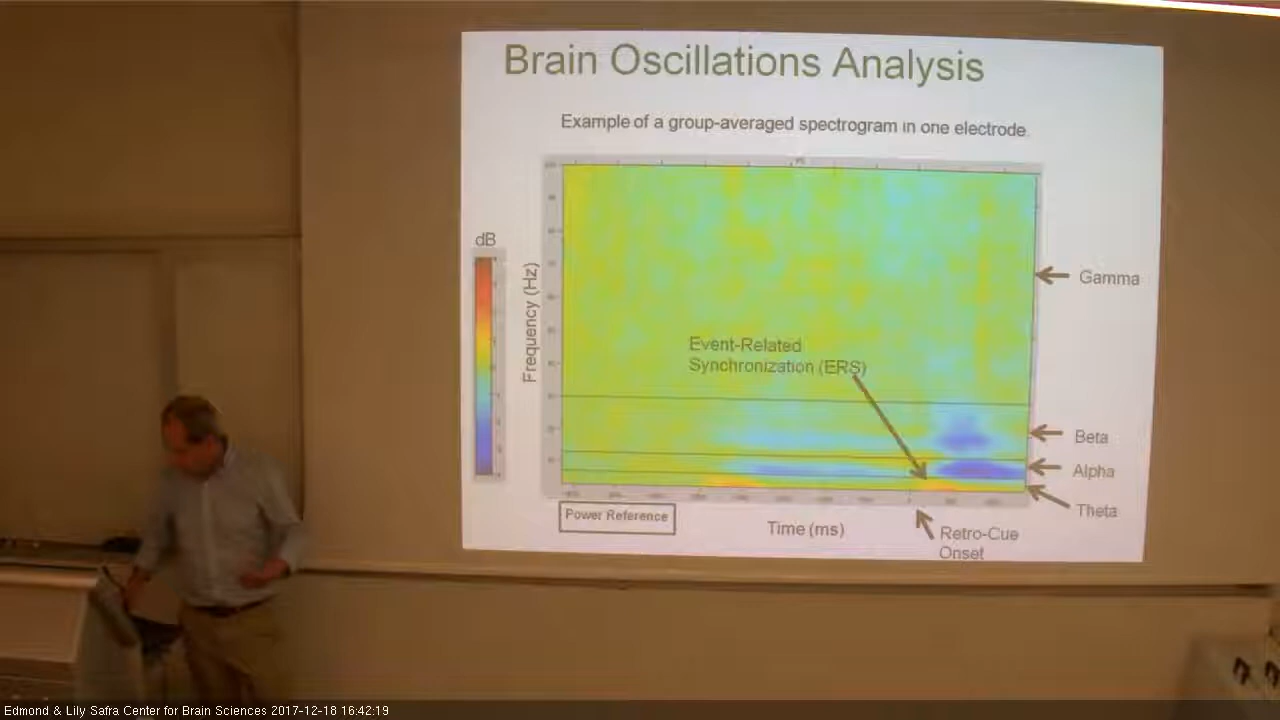 Brain Oscillations Analysis
Example of a group-averaged spectrogram in one electrode.
dB
Frequency (Hz)
Gamma
Event-Related
Synchronization (ERS)
Beta
Alpha
Theta
Power Reference
Time (ms)
Retro-Cue
Onset
Edmond & Lily Safra Center for Brain Sciences 2017-12-18 16:42:19